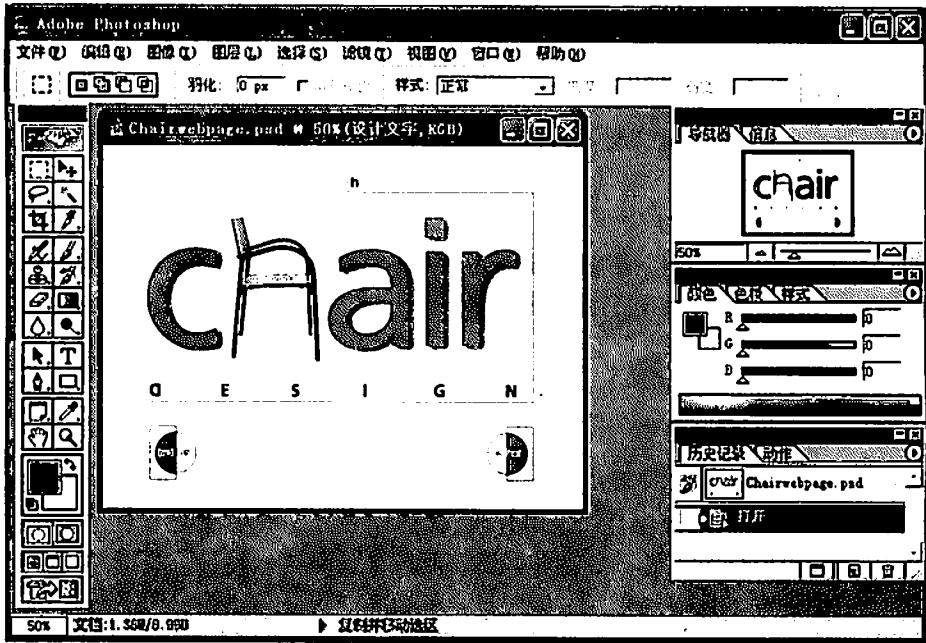 Adobe Photoshop
文件(F) 编辑(E) 图像(I) 图层(L) 选择(S) 滤镜(T) 视图(V) 窗口(W) 帮助(H)
羽化: 0 px 样式: 正常
Chairwebpage.psd @ 50%(设计文字,RGB)
h
chair
D E S I G N
导航器 信息
chair
50%
颜色 色板 样式
R 0
G 0
B 0
历史记录 动作
Chairwebpage.psd
打开
50% 文档: